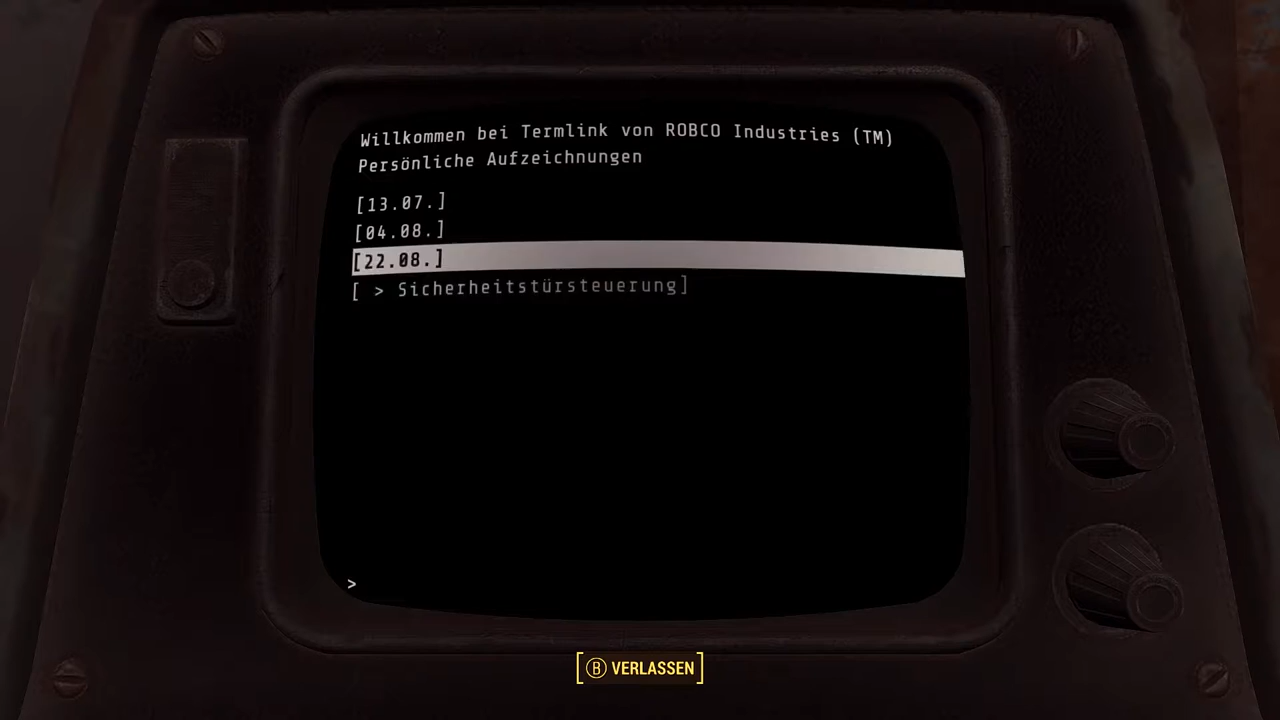 Willkommen bei Termlink von ROBCO Industries (TM)
Persönliche Aufzeichnungen
[13.07.]
[04.08.]
[22.08.]
[ > Sicherheitstürsteuerung]
>
[Ⓑ VERLASSEN]